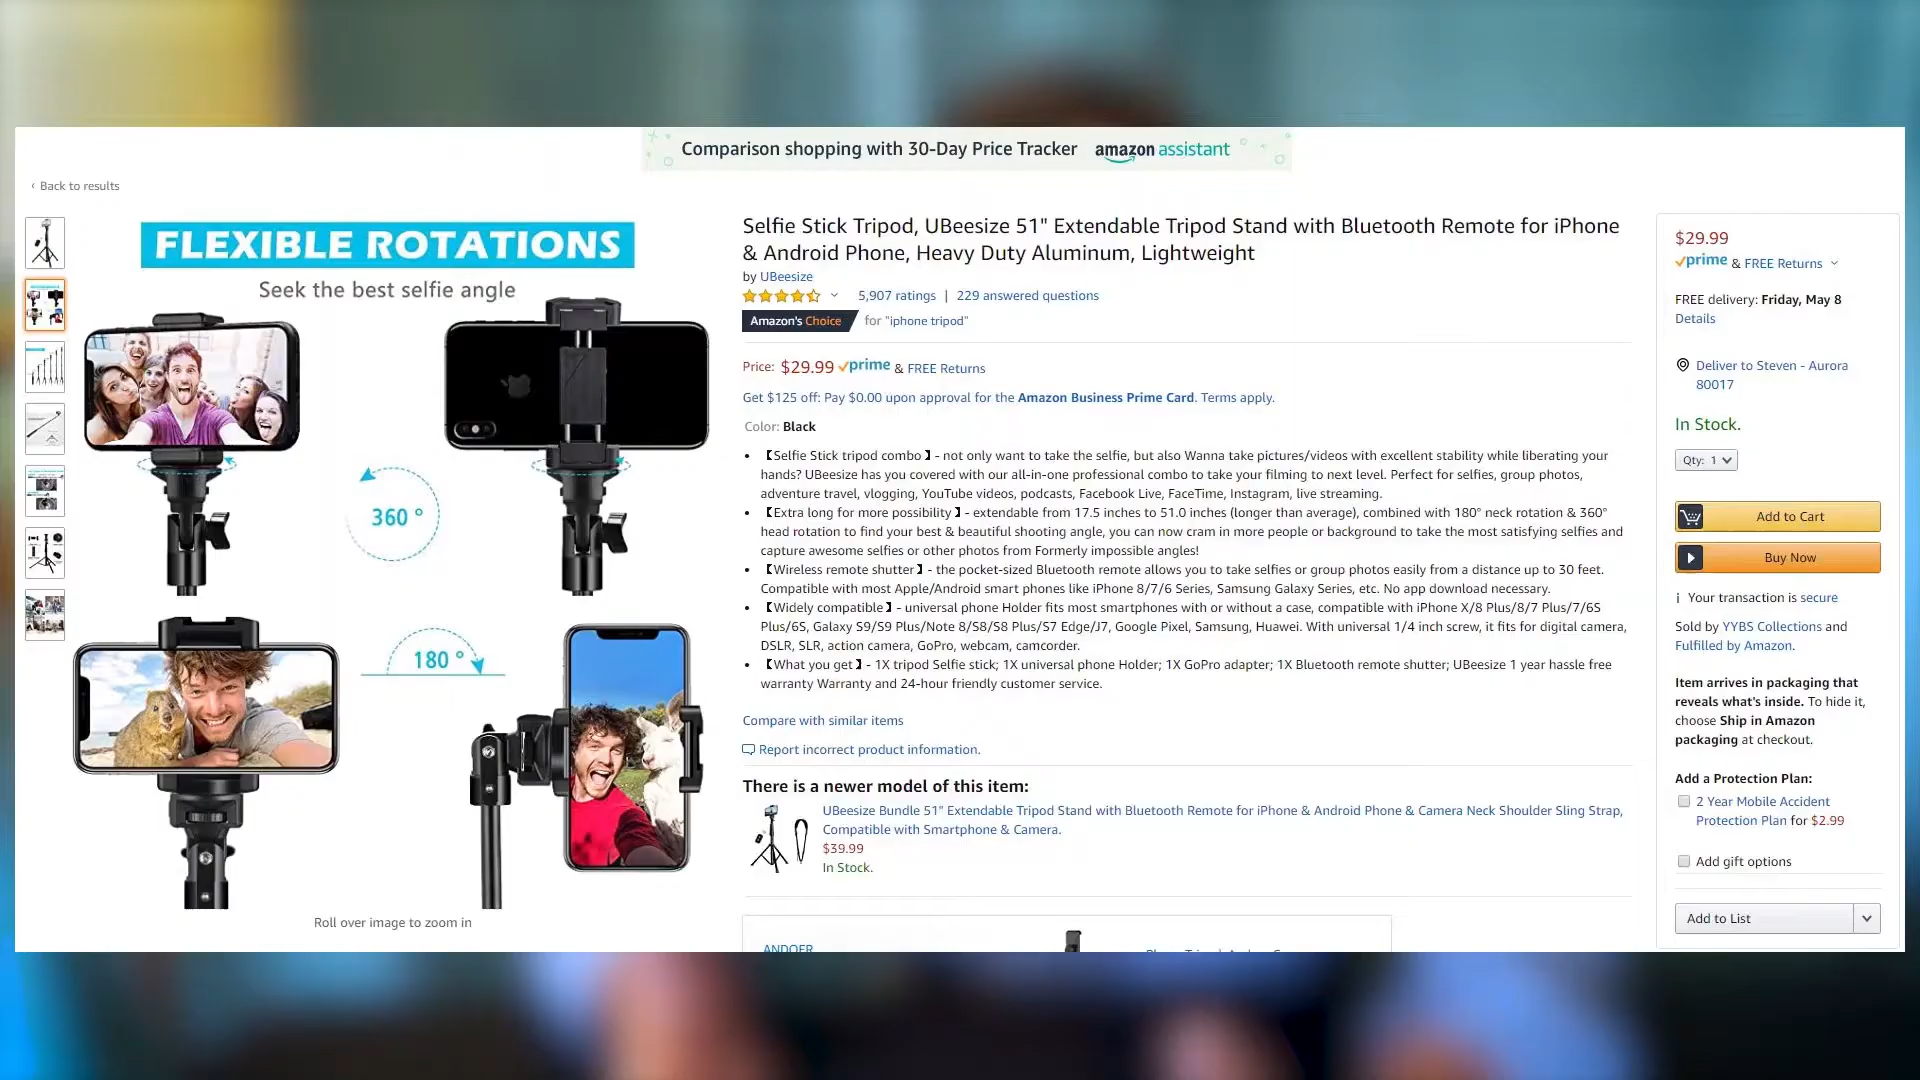 Comparison shopping with 30-Day Price Tracker amazon assistant
‹ Back to results
FLEXIBLE ROTATIONS
Seek the best selfie angle
360 °
180 °
Roll over image to zoom in
Selfie Stick Tripod, UBeesize 51" Extendable Tripod Stand with Bluetooth Remote for iPhone
& Android Phone, Heavy Duty Aluminum, Lightweight
by UBeesize
5,907 ratings | 229 answered questions
Amazon's Choice for "iphone tripod"
Price: $29.99 prime & FREE Returns
Get $125 off: Pay $0.00 upon approval for the Amazon Business Prime Card. Terms apply.
Color: Black
• 【Selfie Stick tripod combo】- not only want to take the selfie, but also Wanna take pictures/videos with excellent stability while liberating your
hands? UBeesize has you covered with our all-in-one professional combo to take your filming to next level. Perfect for selfies, group photos,
adventure travel, vlogging, YouTube videos, podcasts, Facebook Live, FaceTime, Instagram, live streaming.
• 【Extra long for more possibility】- extendable from 17.5 inches to 51.0 inches (longer than average), combined with 180° neck rotation & 360°
head rotation to find your best & beautiful shooting angle, you can now cram in more people or background to take the most satisfying selfies and
capture awesome selfies or other photos from Formerly impossible angles!
• 【Wireless remote shutter】- the pocket-sized Bluetooth remote allows you to take selfies or group photos easily from a distance up to 30 feet.
Compatible with most Apple/Android smart phones like iPhone 8/7/6 Series, Samsung Galaxy Series, etc. No app download necessary.
• 【Widely compatible】- universal phone Holder fits most smartphones with or without a case, compatible with iPhone X/8 Plus/8/7 Plus/7/6S
Plus/6S, Galaxy S9/S9 Plus/Note 8/S8/S8 Plus/S7 Edge/J7, Google Pixel, Samsung, Huawei. With universal 1/4 inch screw, it fits for digital camera,
DSLR, SLR, action camera, GoPro, webcam, camcorder.
• 【What you get】- 1X tripod Selfie stick; 1X universal phone Holder; 1X GoPro adapter; 1X Bluetooth remote shutter; UBeesize 1 year hassle free
warranty Warranty and 24-hour friendly customer service.
Compare with similar items
Report incorrect product information.
There is a newer model of this item:
UBeesize Bundle 51" Extendable Tripod Stand with Bluetooth Remote for iPhone & Android Phone & Camera Neck Shoulder Sling Strap,
Compatible with Smartphone & Camera.
$39.99
In Stock.
ANDOER
$29.99
prime & FREE Returns
FREE delivery: Friday, May 8
Details
Deliver to Steven - Aurora
80017
In Stock.
Qty: 1
Add to Cart
Buy Now
Your transaction is secure
Sold by YYBS Collections and
Fulfilled by Amazon.
Item arrives in packaging that
reveals what's inside. To hide it,
choose Ship in Amazon
packaging at checkout.
Add a Protection Plan:
2 Year Mobile Accident
Protection Plan for $2.99
Add gift options
Add to List